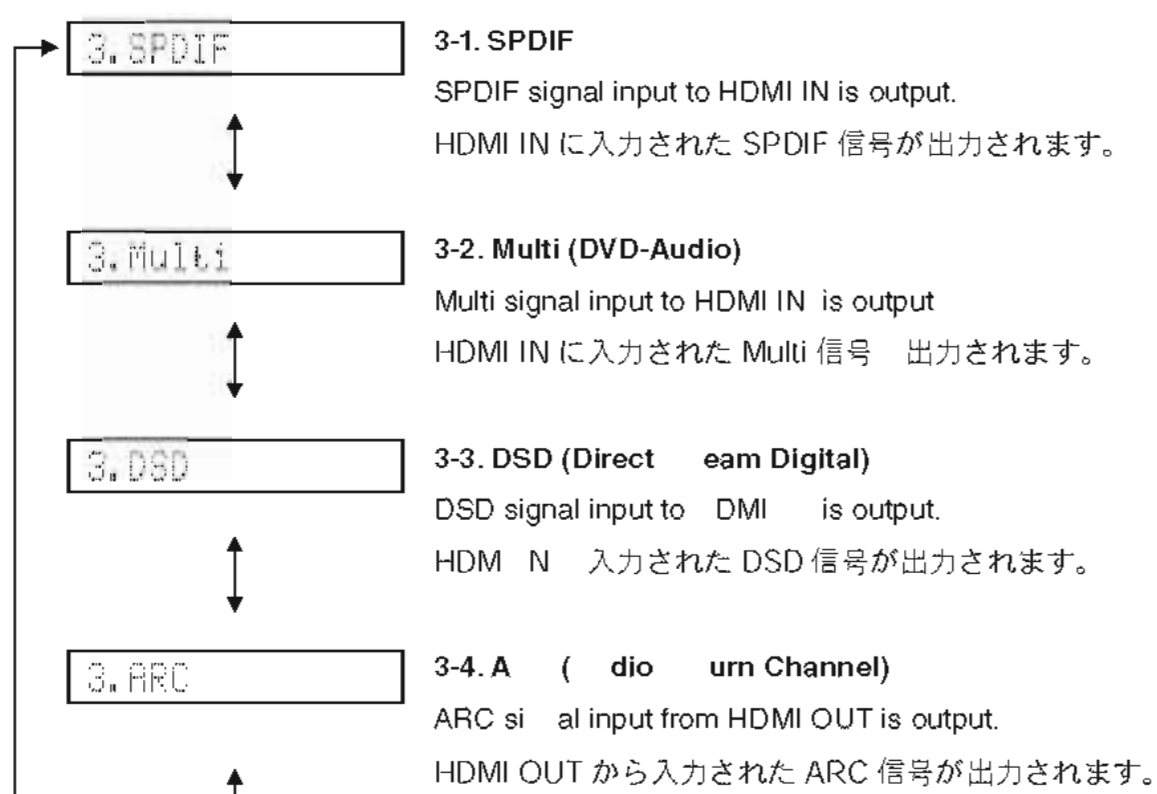 3.SPDIF
3-1. SPDIF
SPDIF signal input to HDMI IN is output.
HDMI IN に入力された SPDIF 信号が出力されます。
3.Multi
3-2. Multi (DVD-Audio)
Multi signal input to HDMI IN is output
HDMI IN に入力された Multi 信号 出力されます。
3.DSD
3-3. DSD (Direct eam Digital)
DSD signal input to DMI is output.
HDM N 入力された DSD 信号が出力されます。
3.ARC
3-4. A ( dio urn Channel)
ARC si al input from HDMI OUT is output.
HDMI OUT から入力された ARC 信号が出力されます。